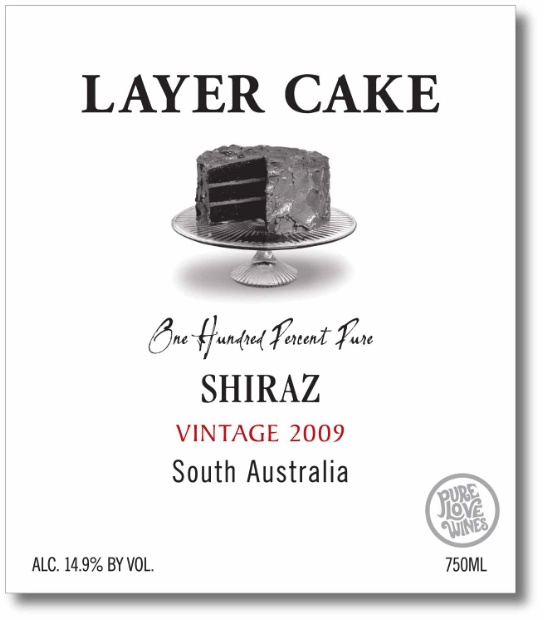 LAYER CAKE
One Hundred Percent Pure
SHIRAZ
VINTAGE 2009
South Australia
PURE
LOVE
WINES
ALC. 14.9% BY VOL.
750ML